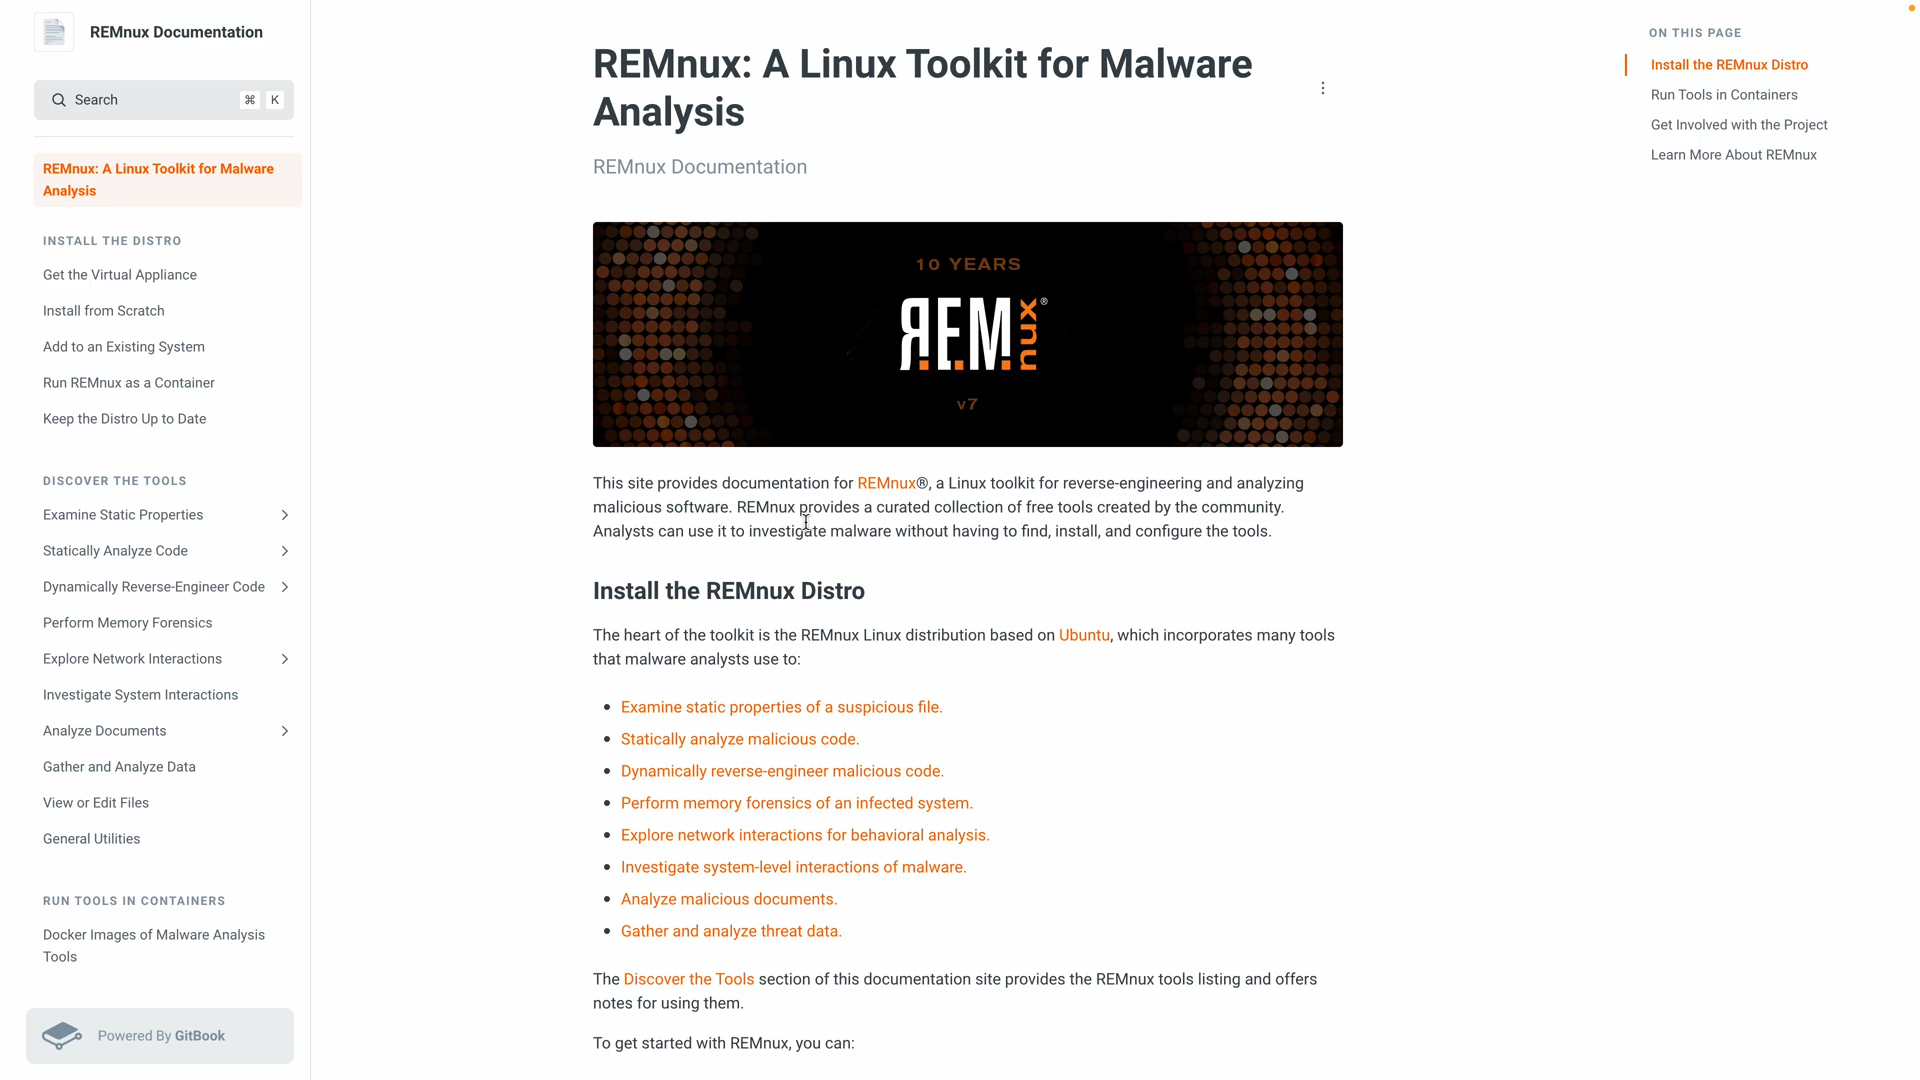 REMnux Documentation
Search
⌘ K
REMnux: A Linux Toolkit for Malware
Analysis
INSTALL THE DISTRO
Get the Virtual Appliance
Install from Scratch
Add to an Existing System
Run REMnux as a Container
Keep the Distro Up to Date
DISCOVER THE TOOLS
Examine Static Properties
Statically Analyze Code
Dynamically Reverse-Engineer Code
Perform Memory Forensics
Explore Network Interactions
Investigate System Interactions
Analyze Documents
Gather and Analyze Data
View or Edit Files
General Utilities
RUN TOOLS IN CONTAINERS
Docker Images of Malware Analysis
Tools
Powered By GitBook
REMnux: A Linux Toolkit for Malware
Analysis
REMnux Documentation
10 YEARS
REMnux®
v7
This site provides documentation for REMnux®, a Linux toolkit for reverse-engineering and analyzing
malicious software. REMnux provides a curated collection of free tools created by the community.
Analysts can use it to investigate malware without having to find, install, and configure the tools.
Install the REMnux Distro
The heart of the toolkit is the REMnux Linux distribution based on Ubuntu, which incorporates many tools
that malware analysts use to:
• Examine static properties of a suspicious file.
• Statically analyze malicious code.
• Dynamically reverse-engineer malicious code.
• Perform memory forensics of an infected system.
• Explore network interactions for behavioral analysis.
• Investigate system-level interactions of malware.
• Analyze malicious documents.
• Gather and analyze threat data.
The Discover the Tools section of this documentation site provides the REMnux tools listing and offers
notes for using them.
To get started with REMnux, you can:
ON THIS PAGE
Install the REMnux Distro
Run Tools in Containers
Get Involved with the Project
Learn More About REMnux